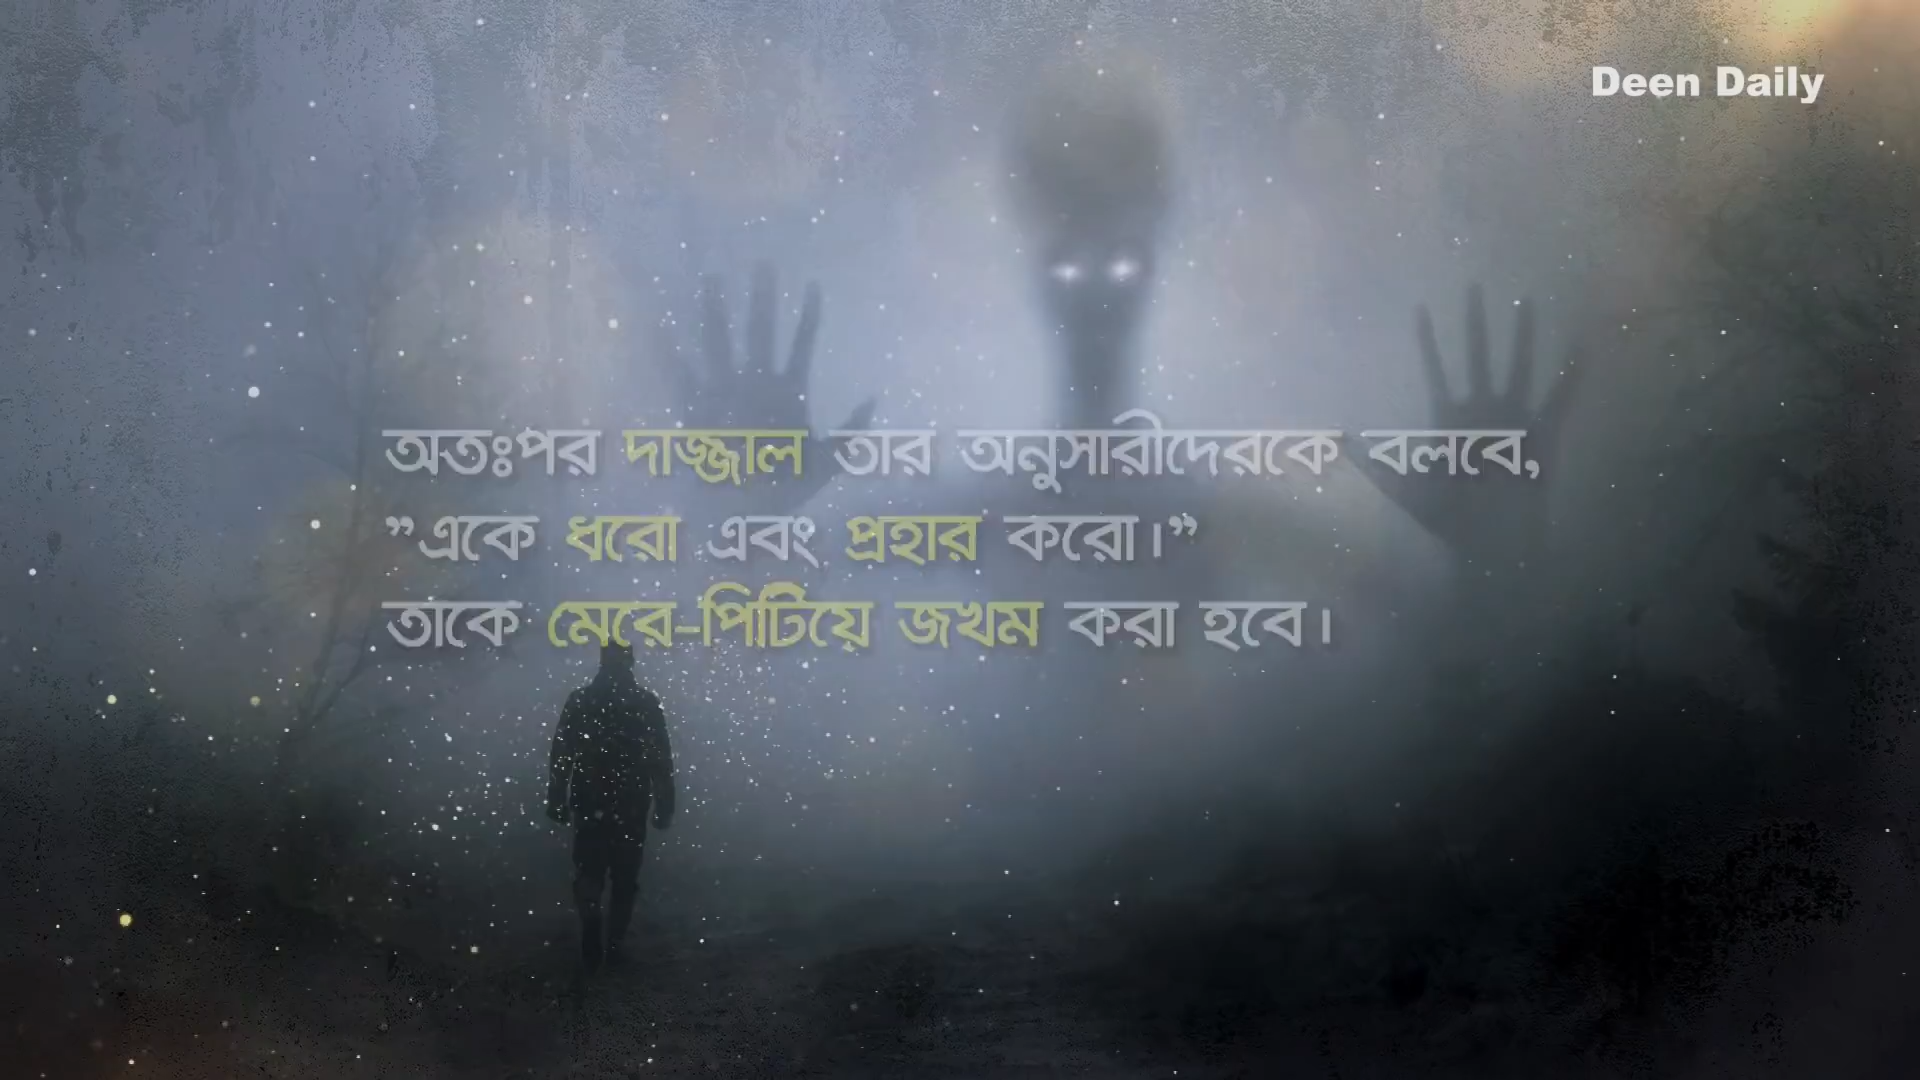 Deen Daily
অতঃপর দাজ্জাল তার অনুসারীদেরকে বলবে,
”একে ধরো এবং প্রহার করো।”
তাকে মেরে-পিটিয়ে জখম করা হবে।